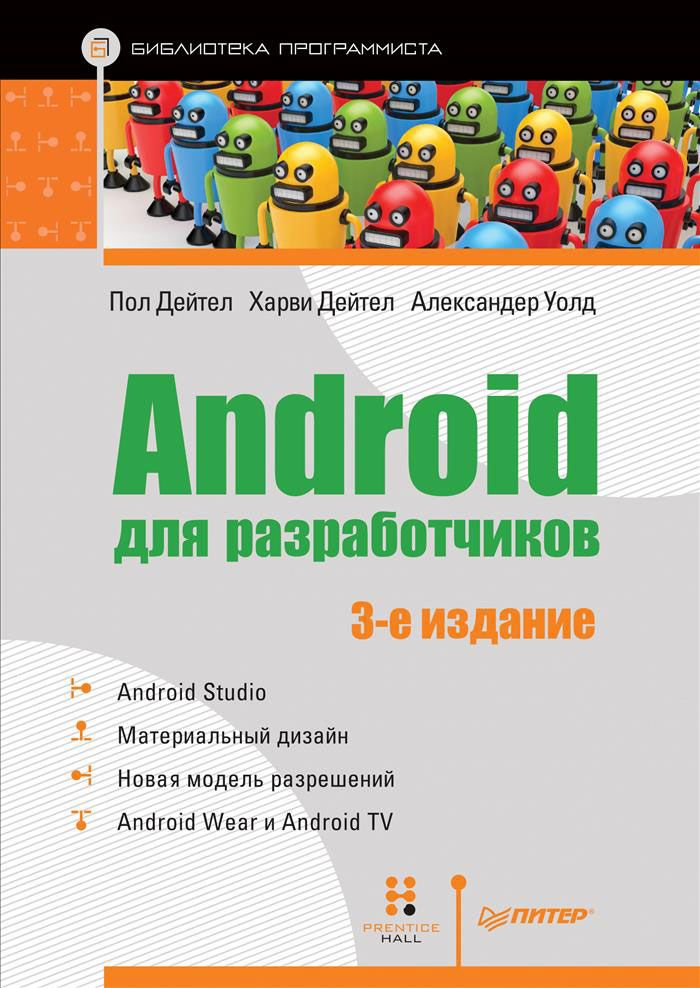 БИБЛИОТЕКА ПРОГРАММИСТА
Пол Дейтел Харви Дейтел Александер Уолд
Android
для разработчиков
3-е издание
Android Studio
Материальный дизайн
Новая модель разрешений
Android Wear и Android TV
PRENTICE
HALL
ПИТЕР®